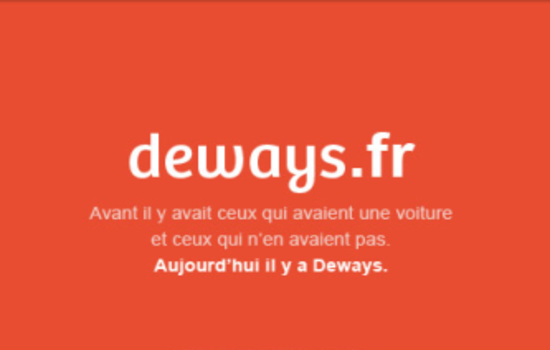 deways.fr
Avant il y avait ceux qui avaient une voiture
et ceux qui n'en avaient pas.
Aujourd'hui il y a Deways.